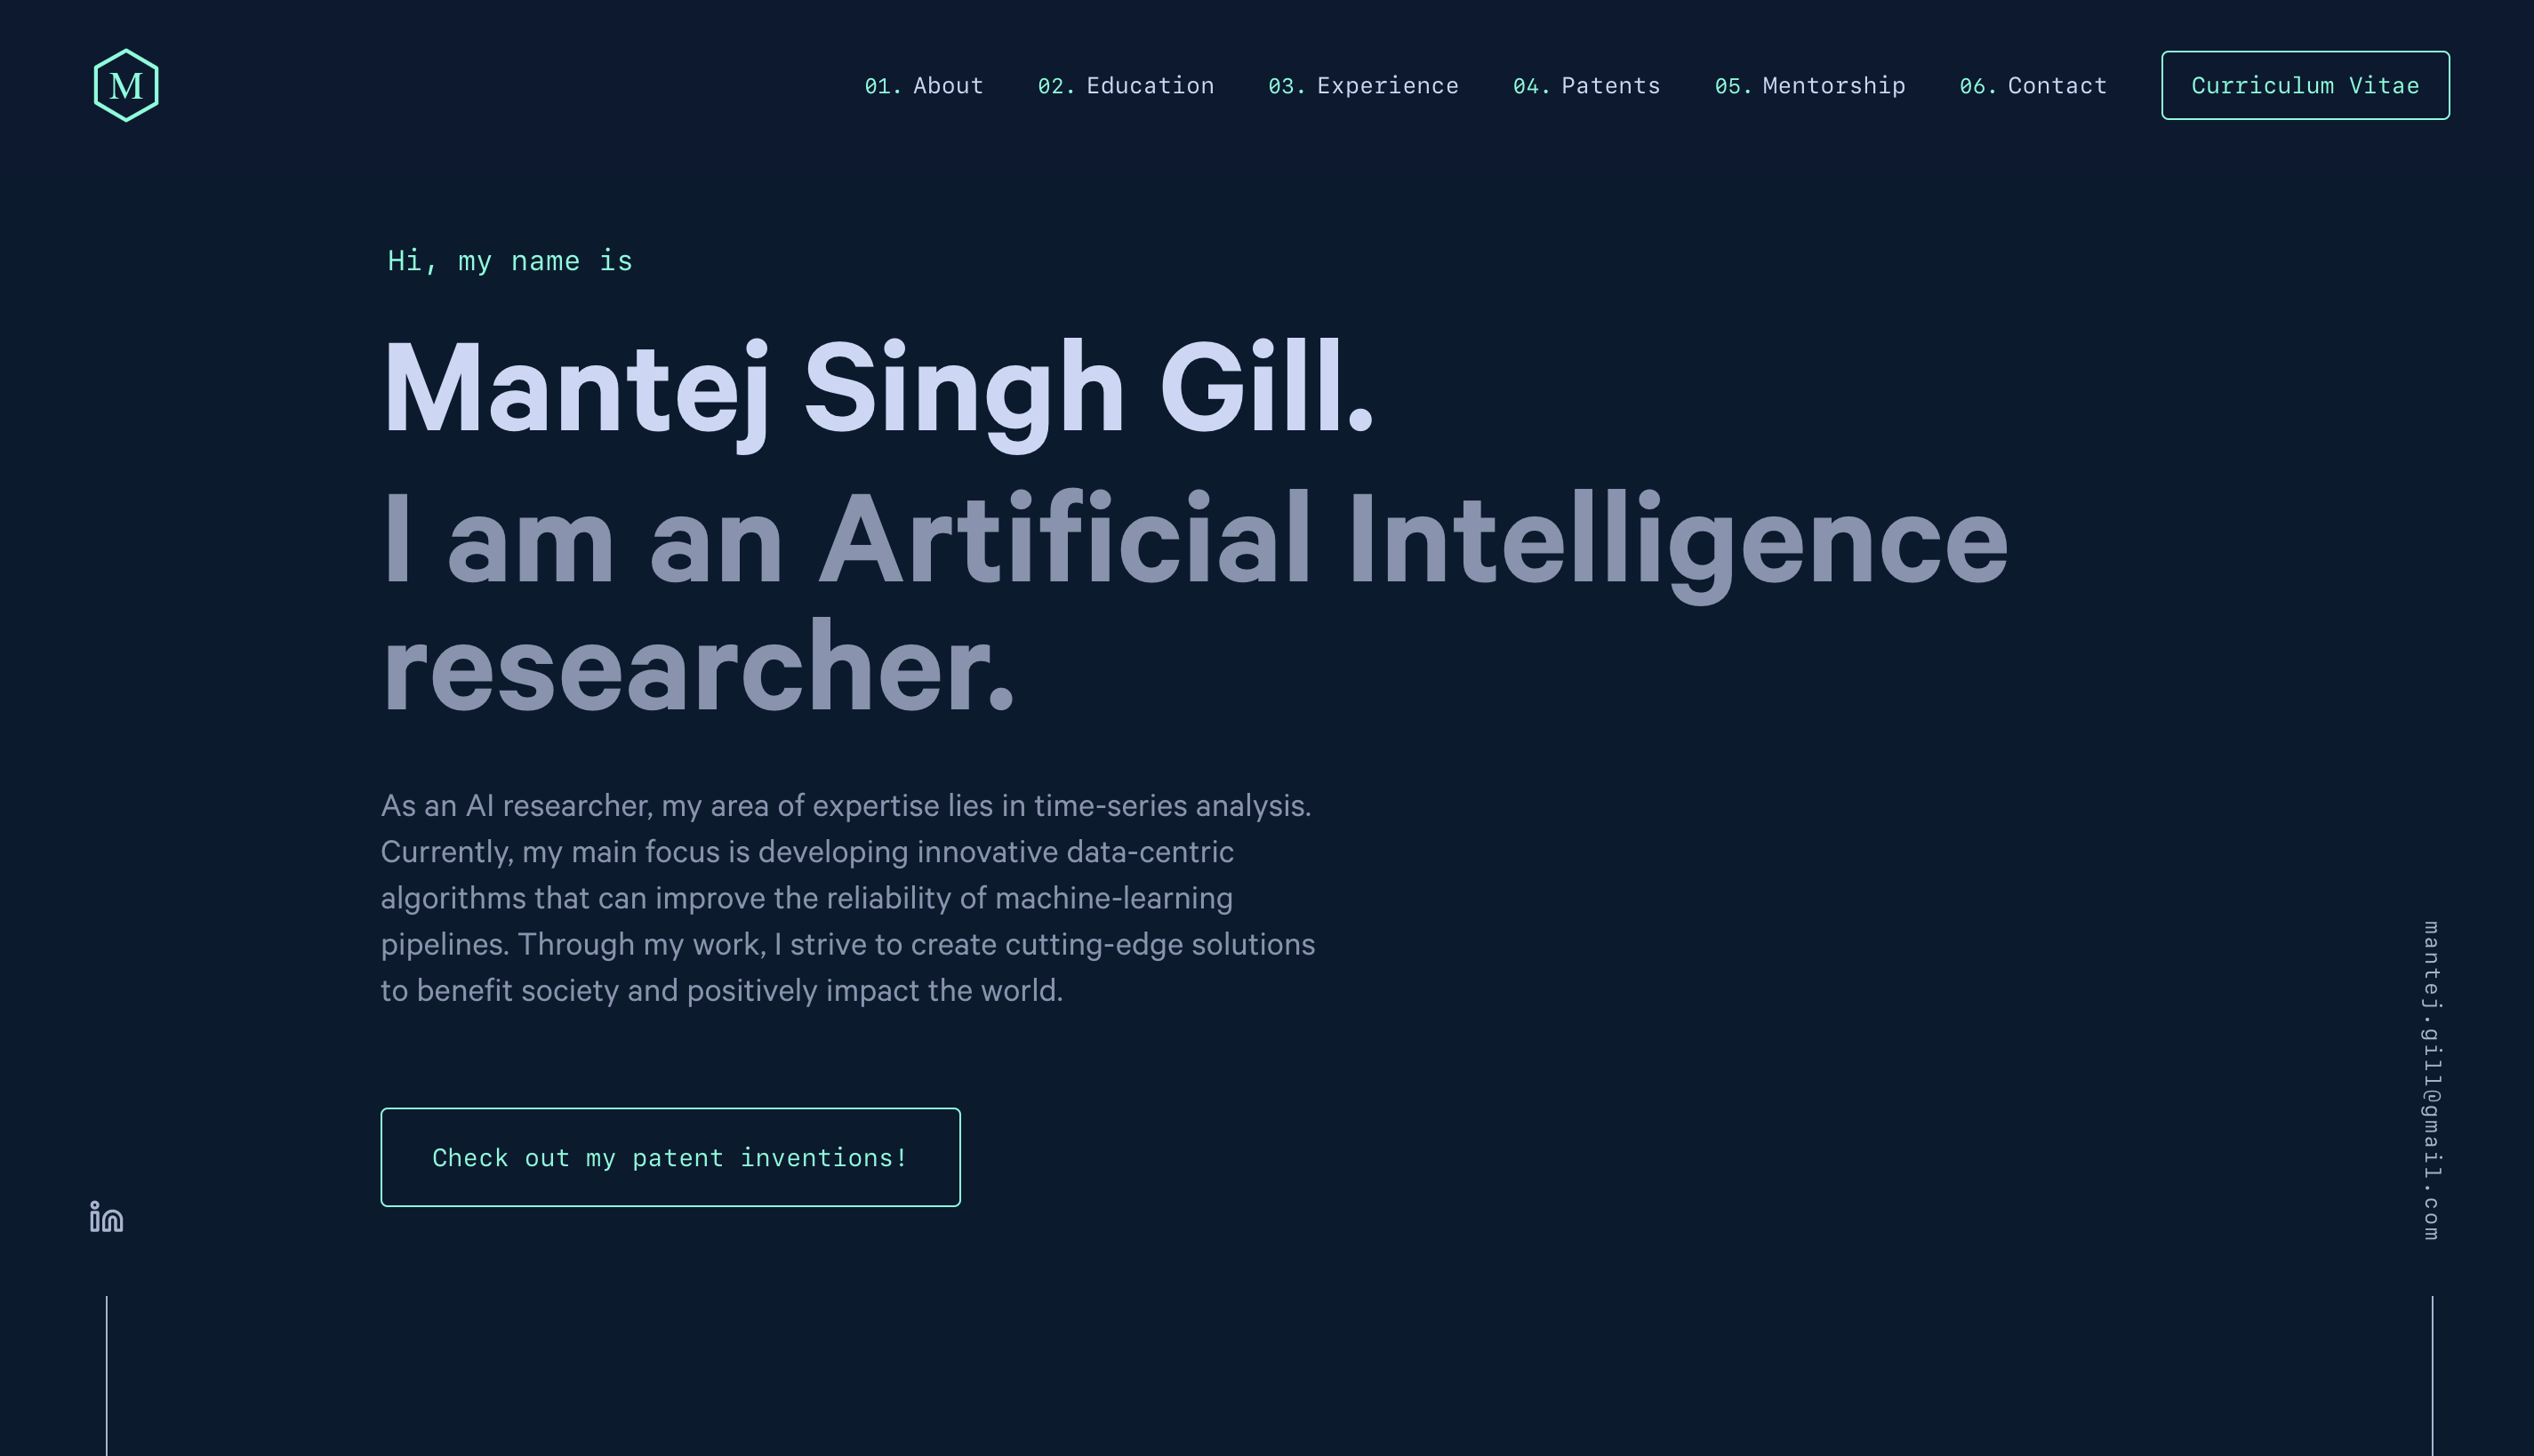 M
01. About 02. Education 03. Experience 04. Patents 05. Mentorship 06. Contact Curriculum Vitae
Hi, my name is
Mantej Singh Gill.
I am an Artificial Intelligence
researcher.
As an AI researcher, my area of expertise lies in time-series analysis.
Currently, my main focus is developing innovative data-centric
algorithms that can improve the reliability of machine-learning
pipelines. Through my work, I strive to create cutting-edge solutions
to benefit society and positively impact the world.
Check out my patent inventions!
in
mantej.gill@gmail.com